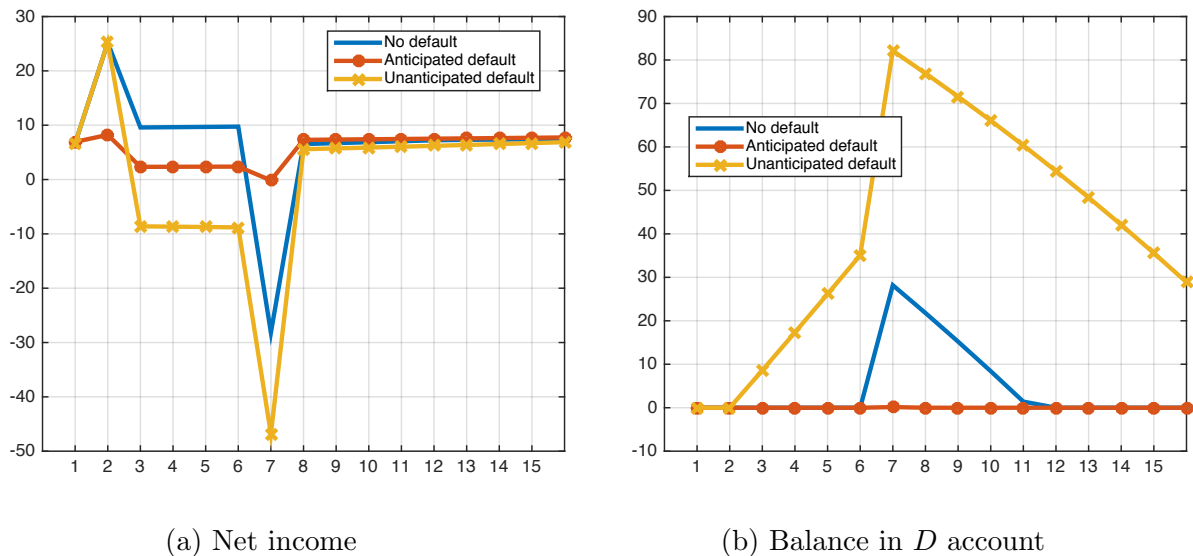 30
20
10
0
-10
-20
-30
-40
-50
1 2 3 4 5 6 7 8 9 10 11 12 13 14 15
No default
Anticipated default
Unanticipated default
(a) Net income
90
80
70
60
50
40
30
20
10
0
-10
1 2 3 4 5 6 7 8 9 10 11 12 13 14 15
No default
Anticipated default
Unanticipated default
(b) Balance in D account